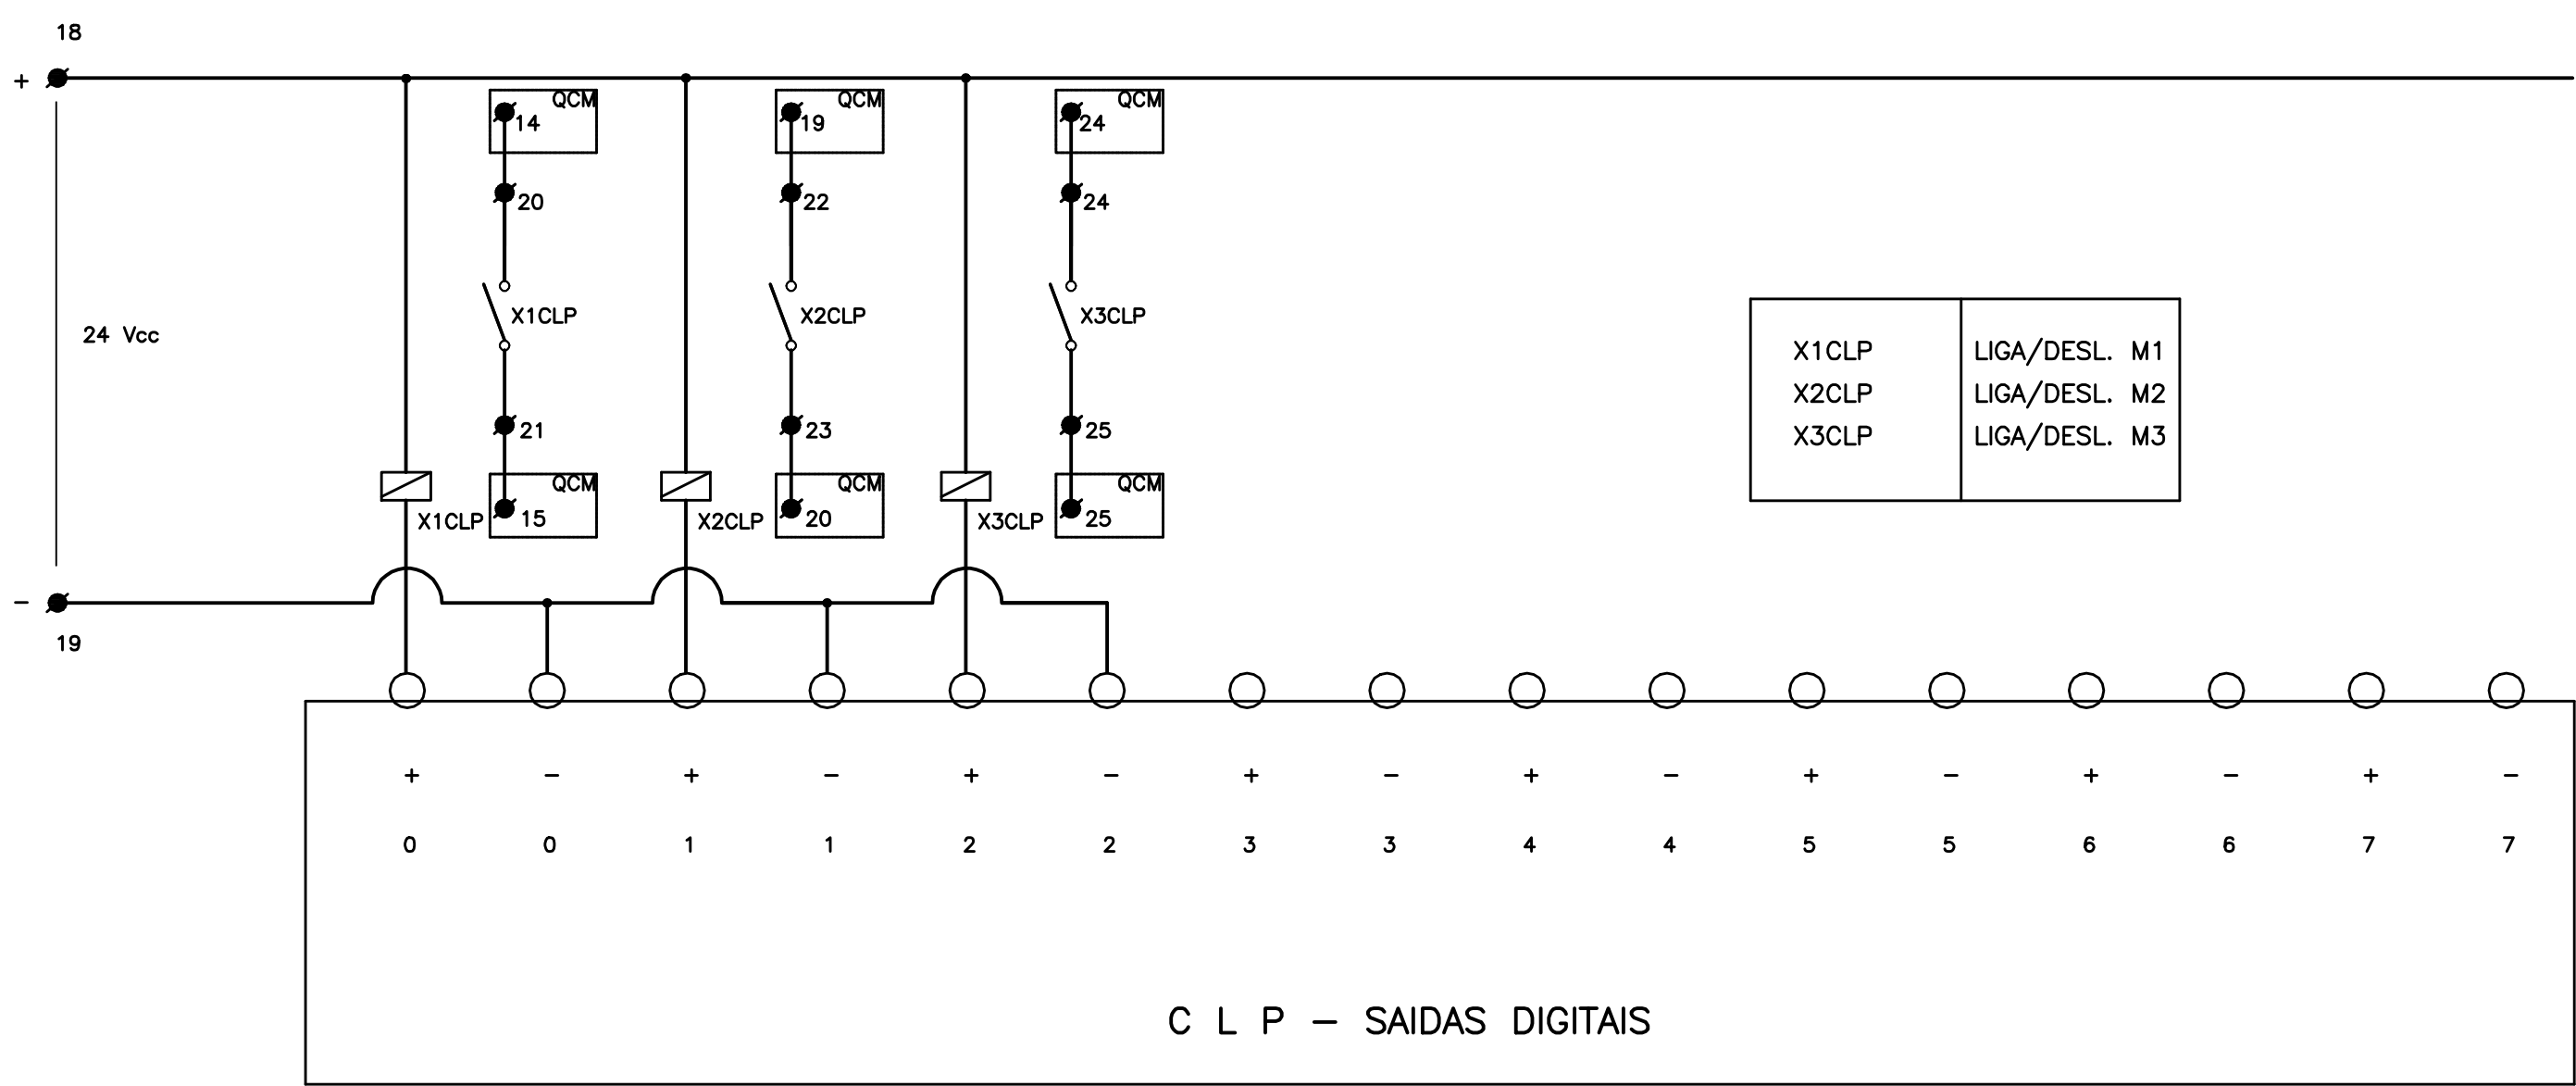 18
+
QCM QCM QCM
14 19 24
20 22 24
X1CLP X2CLP X3CLP
24 Vcc
X1CLP LIGA/DESL. M1
X2CLP LIGA/DESL. M2
X3CLP LIGA/DESL. M3
21 23 25
QCM QCM QCM
X1CLP 15 X2CLP 20 X3CLP 25
−
19
+ − + − + − + − + − + − + − + −
0 0 1 1 2 2 3 3 4 4 5 5 6 6 7 7
C L P − SAIDAS DIGITAIS